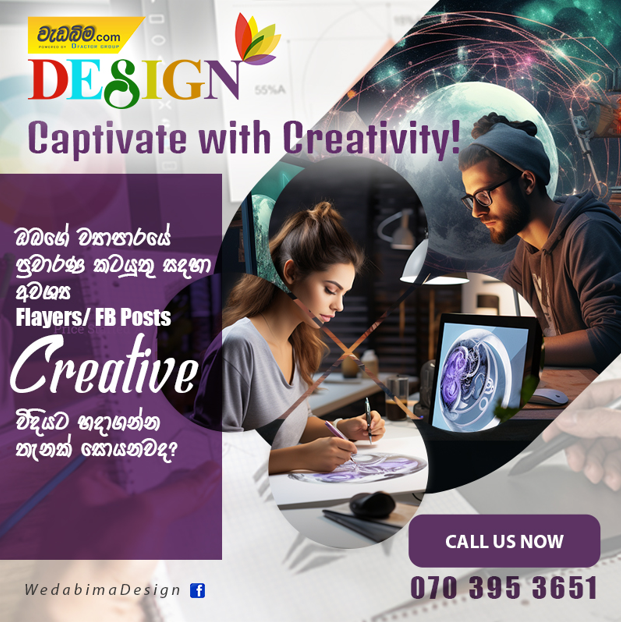 වැඩබිම.com
POWERED BY DFACTOR GROUP
DESIGN
55%A
Captivate with Creativity!
ඔබගේ ව්‍යාපාරයේ
ප්‍රචාරණ කටයුතු සඳහා
අවශ්‍ය
Flayers/ FB Posts
Creative
විදියට හදාගන්න
තැනක් සොයනවද?
CALL US NOW
070 395 3651
WedabimaDesign f